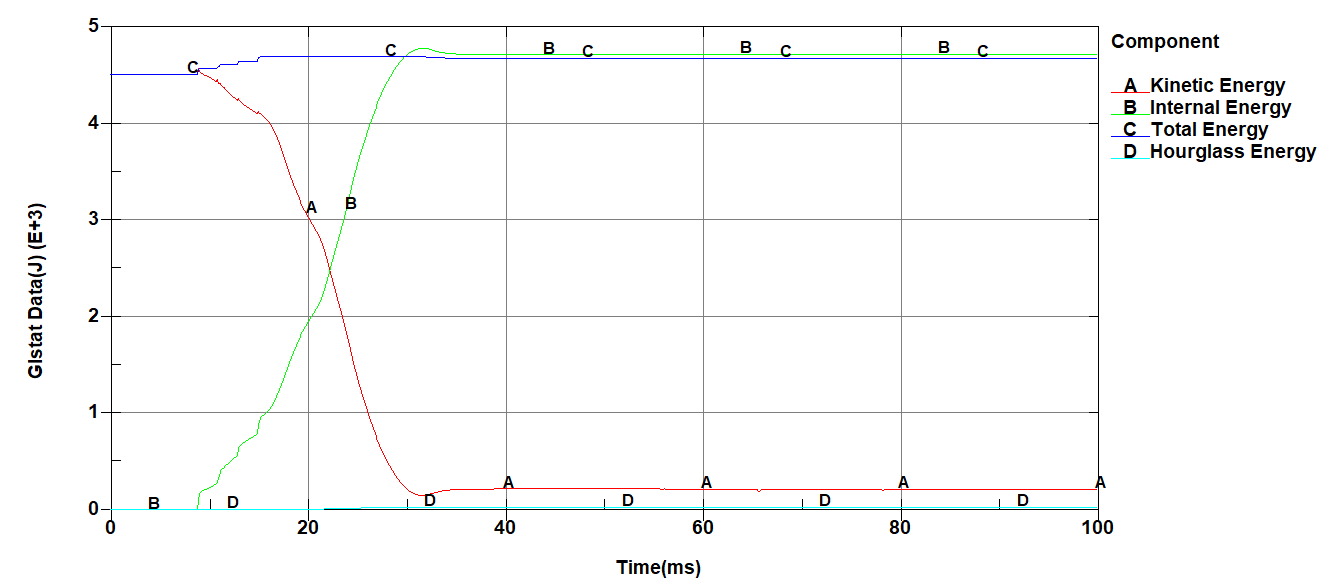 5
4
3
2
1
0
Glstat Data(J) (E+3)
C
C
B
C
B
C
B
C
A
B
B
D
D
A
D
A
D
A
D
A
0
20
40
60
80
100
Time(ms)
Component
A Kinetic Energy
B Internal Energy
C Total Energy
D Hourglass Energy